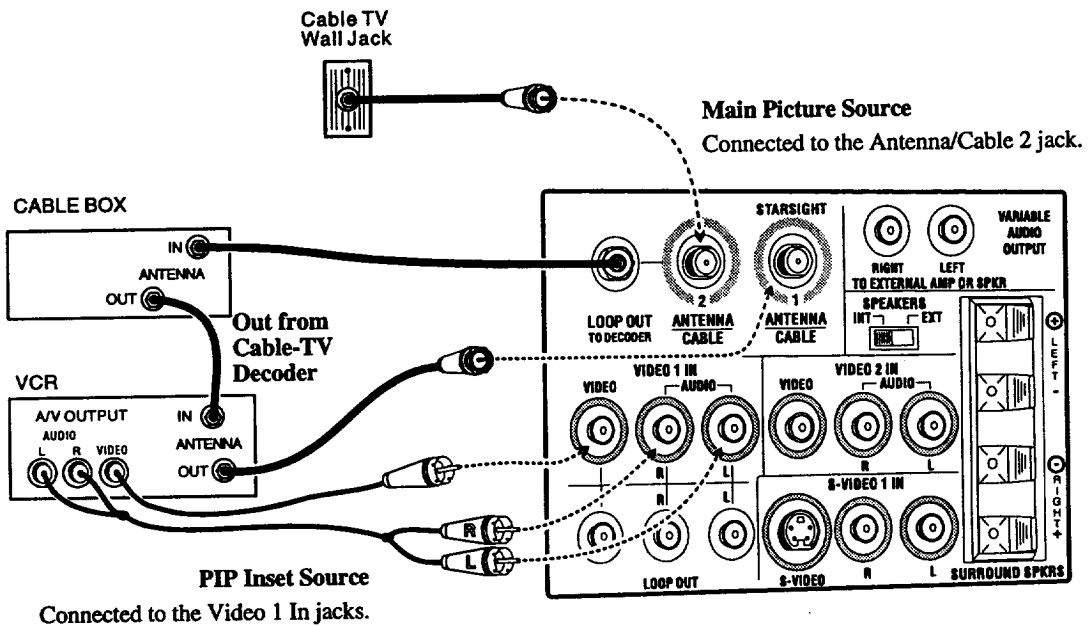 Cable TV
Wall Jack
Main Picture Source
Connected to the Antenna/Cable 2 jack.
CABLE BOX
IN
ANTENNA
OUT
Out from
Cable-TV
Decoder
VCR
A/V OUTPUT
AUDIO
L R VIDEO
IN
ANTENNA
OUT
STARSIGHT
2 1
LOOP OUT
TO DECODER
ANTENNA
CABLE
ANTENNA
CABLE
RIGHT LEFT
VARIABLE
AUDIO
OUTPUT
TO EXTERNAL AMP OR SPKR
SPEAKERS
INT EXT
VIDEO 1 IN
VIDEO AUDIO
R L
R L
LOOP OUT
VIDEO 2 IN
VIDEO AUDIO
R L
S-VIDEO 1 IN
S-VIDEO R L
+ LEFT -
- RIGHT +
SURROUND SPKRS
R
L
PIP Inset Source
Connected to the Video 1 In jacks.